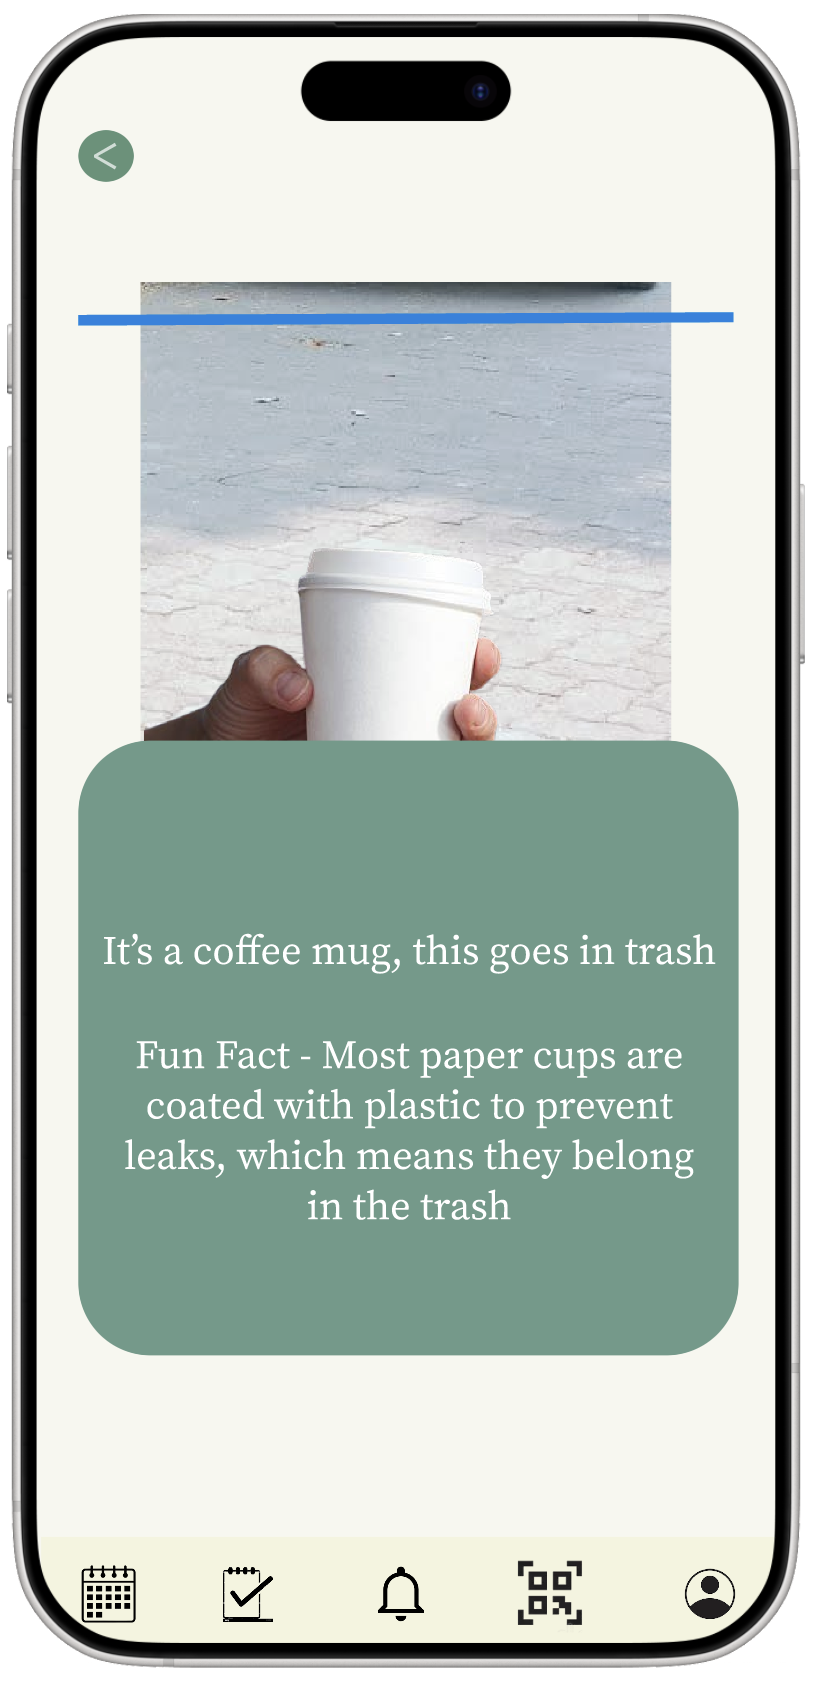 <
It’s a coffee mug, this goes in trash
Fun Fact - Most paper cups are
coated with plastic to prevent
leaks, which means they belong
in the trash